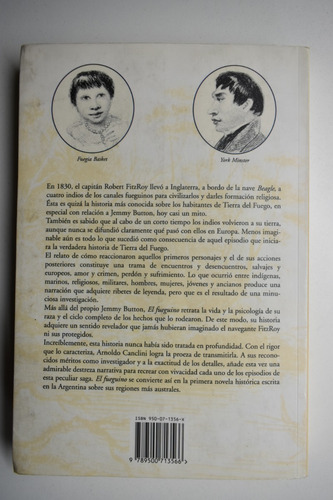 Fuegia Basket
York Minster
En 1830, el capitán Robert FitzRoy llevó a Inglaterra, a bordo de la nave Beagle, a
cuatro indios de los canales fueguinos para civilizarlos y darles formación religiosa.
Ésta es quizá la historia más conocida sobre los habitantes de Tierra del Fuego, en
especial con relación a Jemmy Button, hoy casi un mito.
También es sabido que al cabo de un corto tiempo los indios volvieron a su tierra,
aunque nunca se difundió claramente qué pasó con ellos en Europa. Menos imagi-
nable aún es todo lo que sucedió como consecuencia de aquel episodio que inicia
la verdadera historia de Tierra del Fuego.
El relato de cómo reaccionaron aquellos primeros personajes y el de sus acciones
posteriores constituye una trama de encuentros y desencuentros, salvajes y
europeos, amor y crimen, perdón y sufrimiento. Lo que ocurrió entre indígenas,
marinos, religiosos, militares, hombres, mujeres, jóvenes y ancianos produce una
narración que adquiere ribetes de leyenda, pero que es el resultado de una minu-
ciosa investigación.
Más allá del propio Jemmy Button, El fueguino retrata la vida y la psicología de su
raza y el ciclo completo de los hechos que lo rodearon. De este modo, su historia
adquiere un sentido revelador que jamás hubieran imaginado el navegante FitzRoy
ni sus protegidos.
Increíblemente, esta historia nunca había sido tratada en profundidad. Con el rigor
que lo caracteriza, Arnoldo Canclini logra la proeza de transmitirla. A sus recono-
cidos méritos como investigador y a la exactitud de los detalles, añade esta vez una
admirable destreza narrativa para recrear con vivacidad cada uno de los episodios de
esta peculiar saga. El fueguino se convierte así en la primera novela histórica escrita
en la Argentina sobre sus regiones más australes.
ISBN 950-07-1356-X
9 789500 713566 >